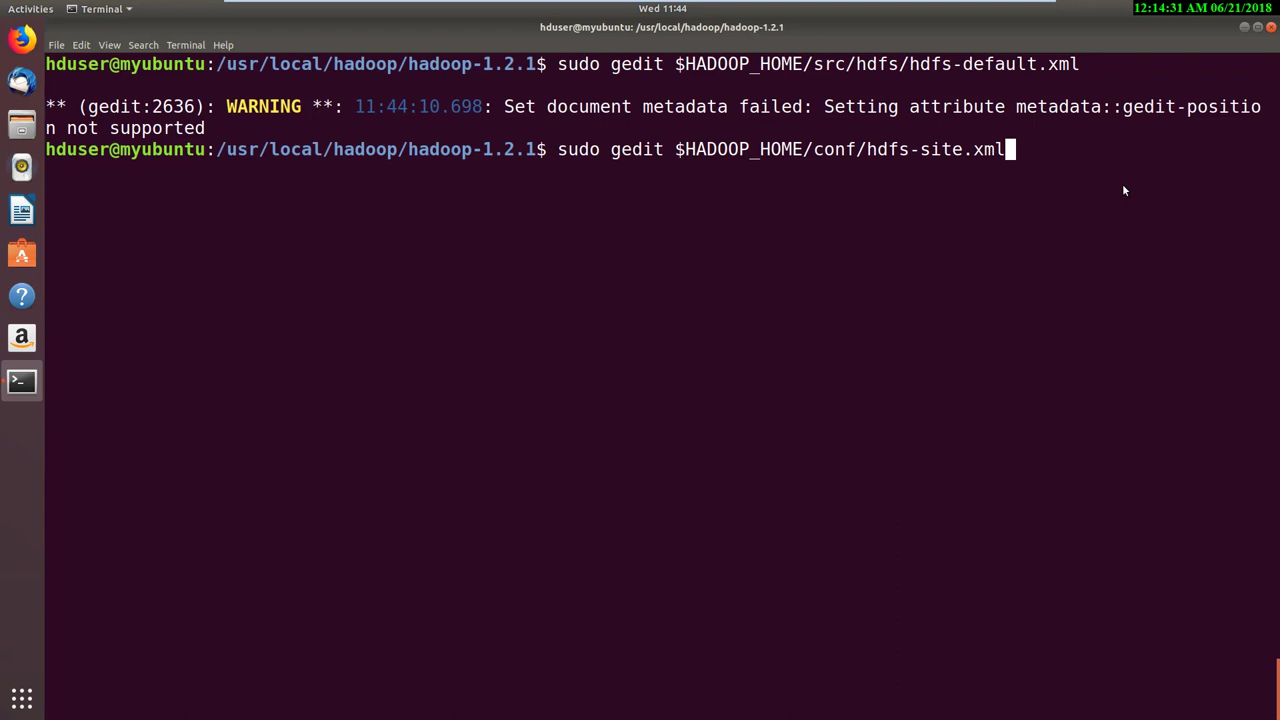 Activities
Terminal
Wed 11:44
12:14:31 AM 06/21/2018
hduser@myubuntu: /usr/local/hadoop/hadoop-1.2.1
File Edit View Search Terminal Help
hduser@myubuntu:/usr/local/hadoop/hadoop-1.2.1$ sudo gedit $HADOOP_HOME/src/hdfs/hdfs-default.xml
** (gedit:2636): WARNING **: 11:44:10.698: Set document metadata failed: Setting attribute metadata::gedit-positio
n not supported
hduser@myubuntu:/usr/local/hadoop/hadoop-1.2.1$ sudo gedit $HADOOP_HOME/conf/hdfs-site.xml